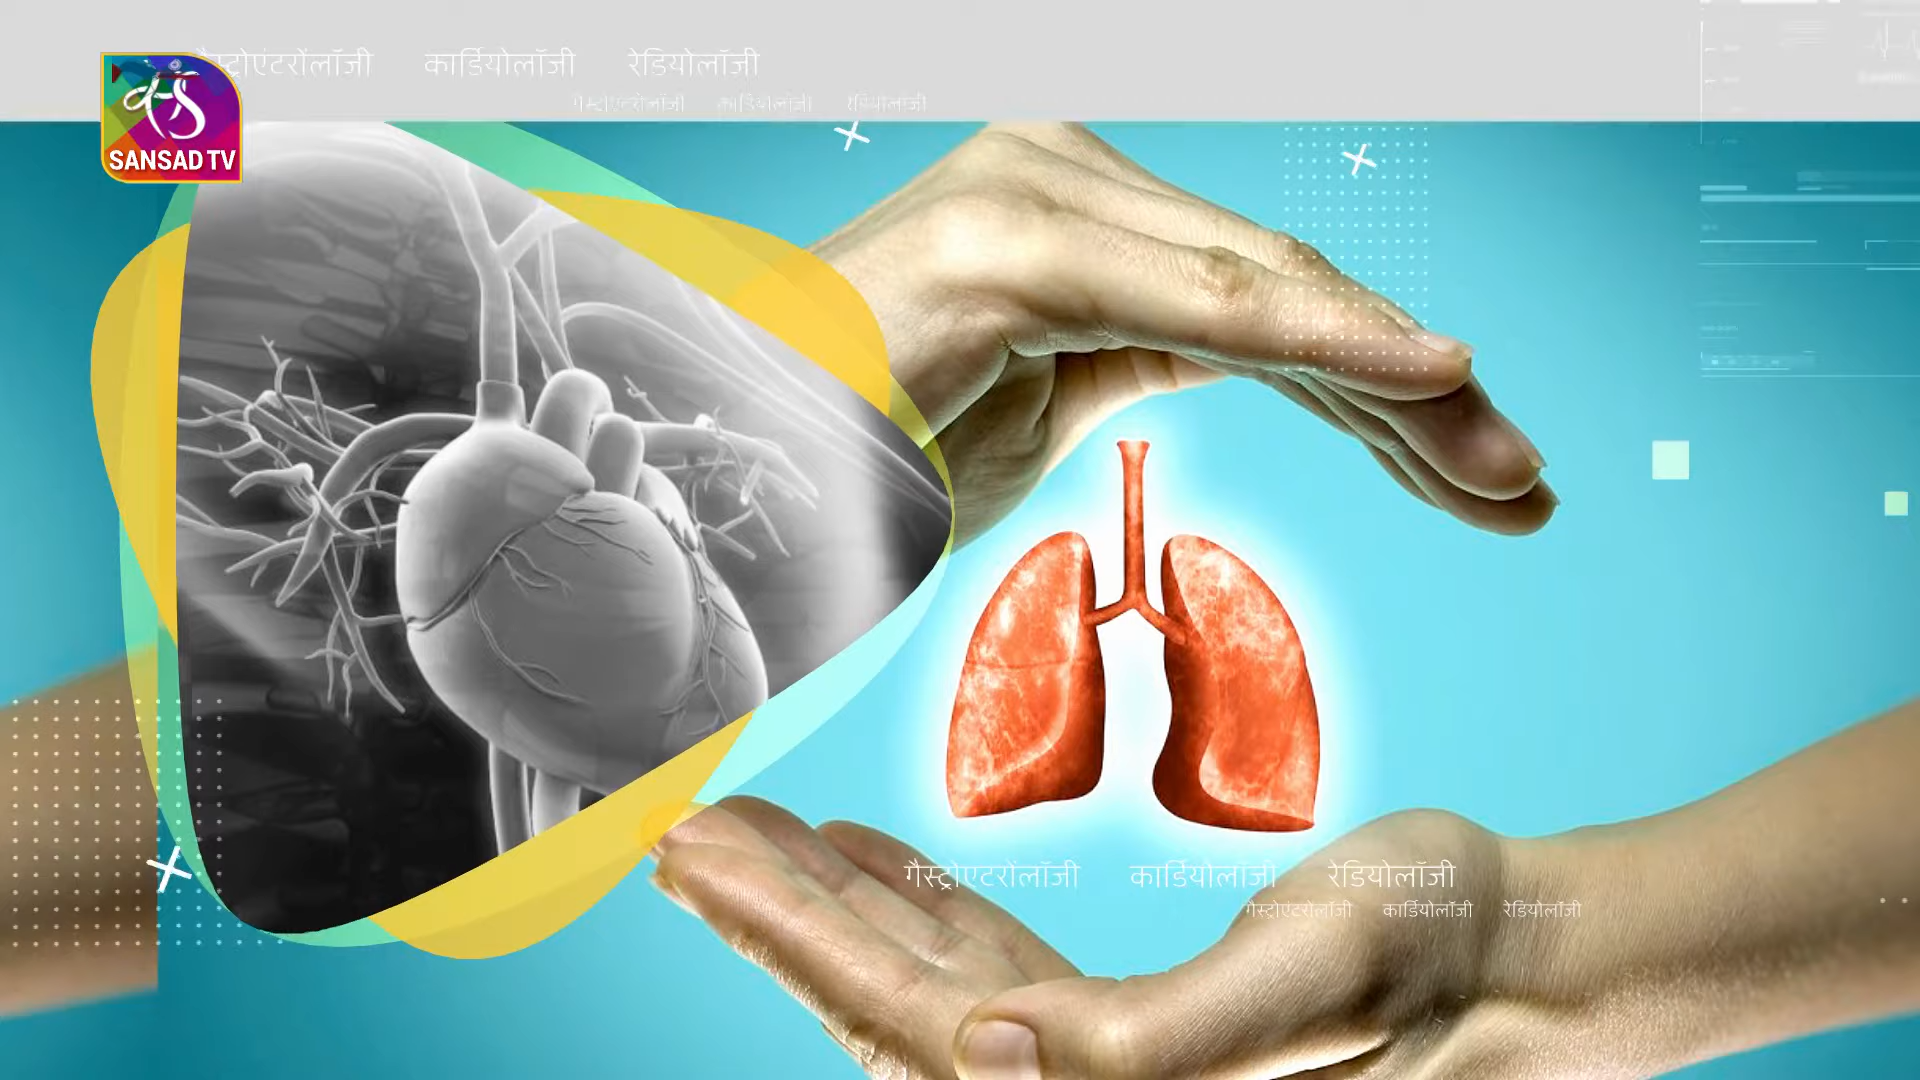 कार्डियोलॉजी रेडियोलॉजी
गैस्ट्रोएंटरोलॉजी कार्डियोलॉजी रेडियोलॉजी
SANSAD TV
गैस्ट्रोएंटरोंलॉजी कार्डियोलॉजी रेडियोलॉजी
गैस्ट्रोएंटरोलॉजी कार्डियोलॉजी रेडियोलॉजी